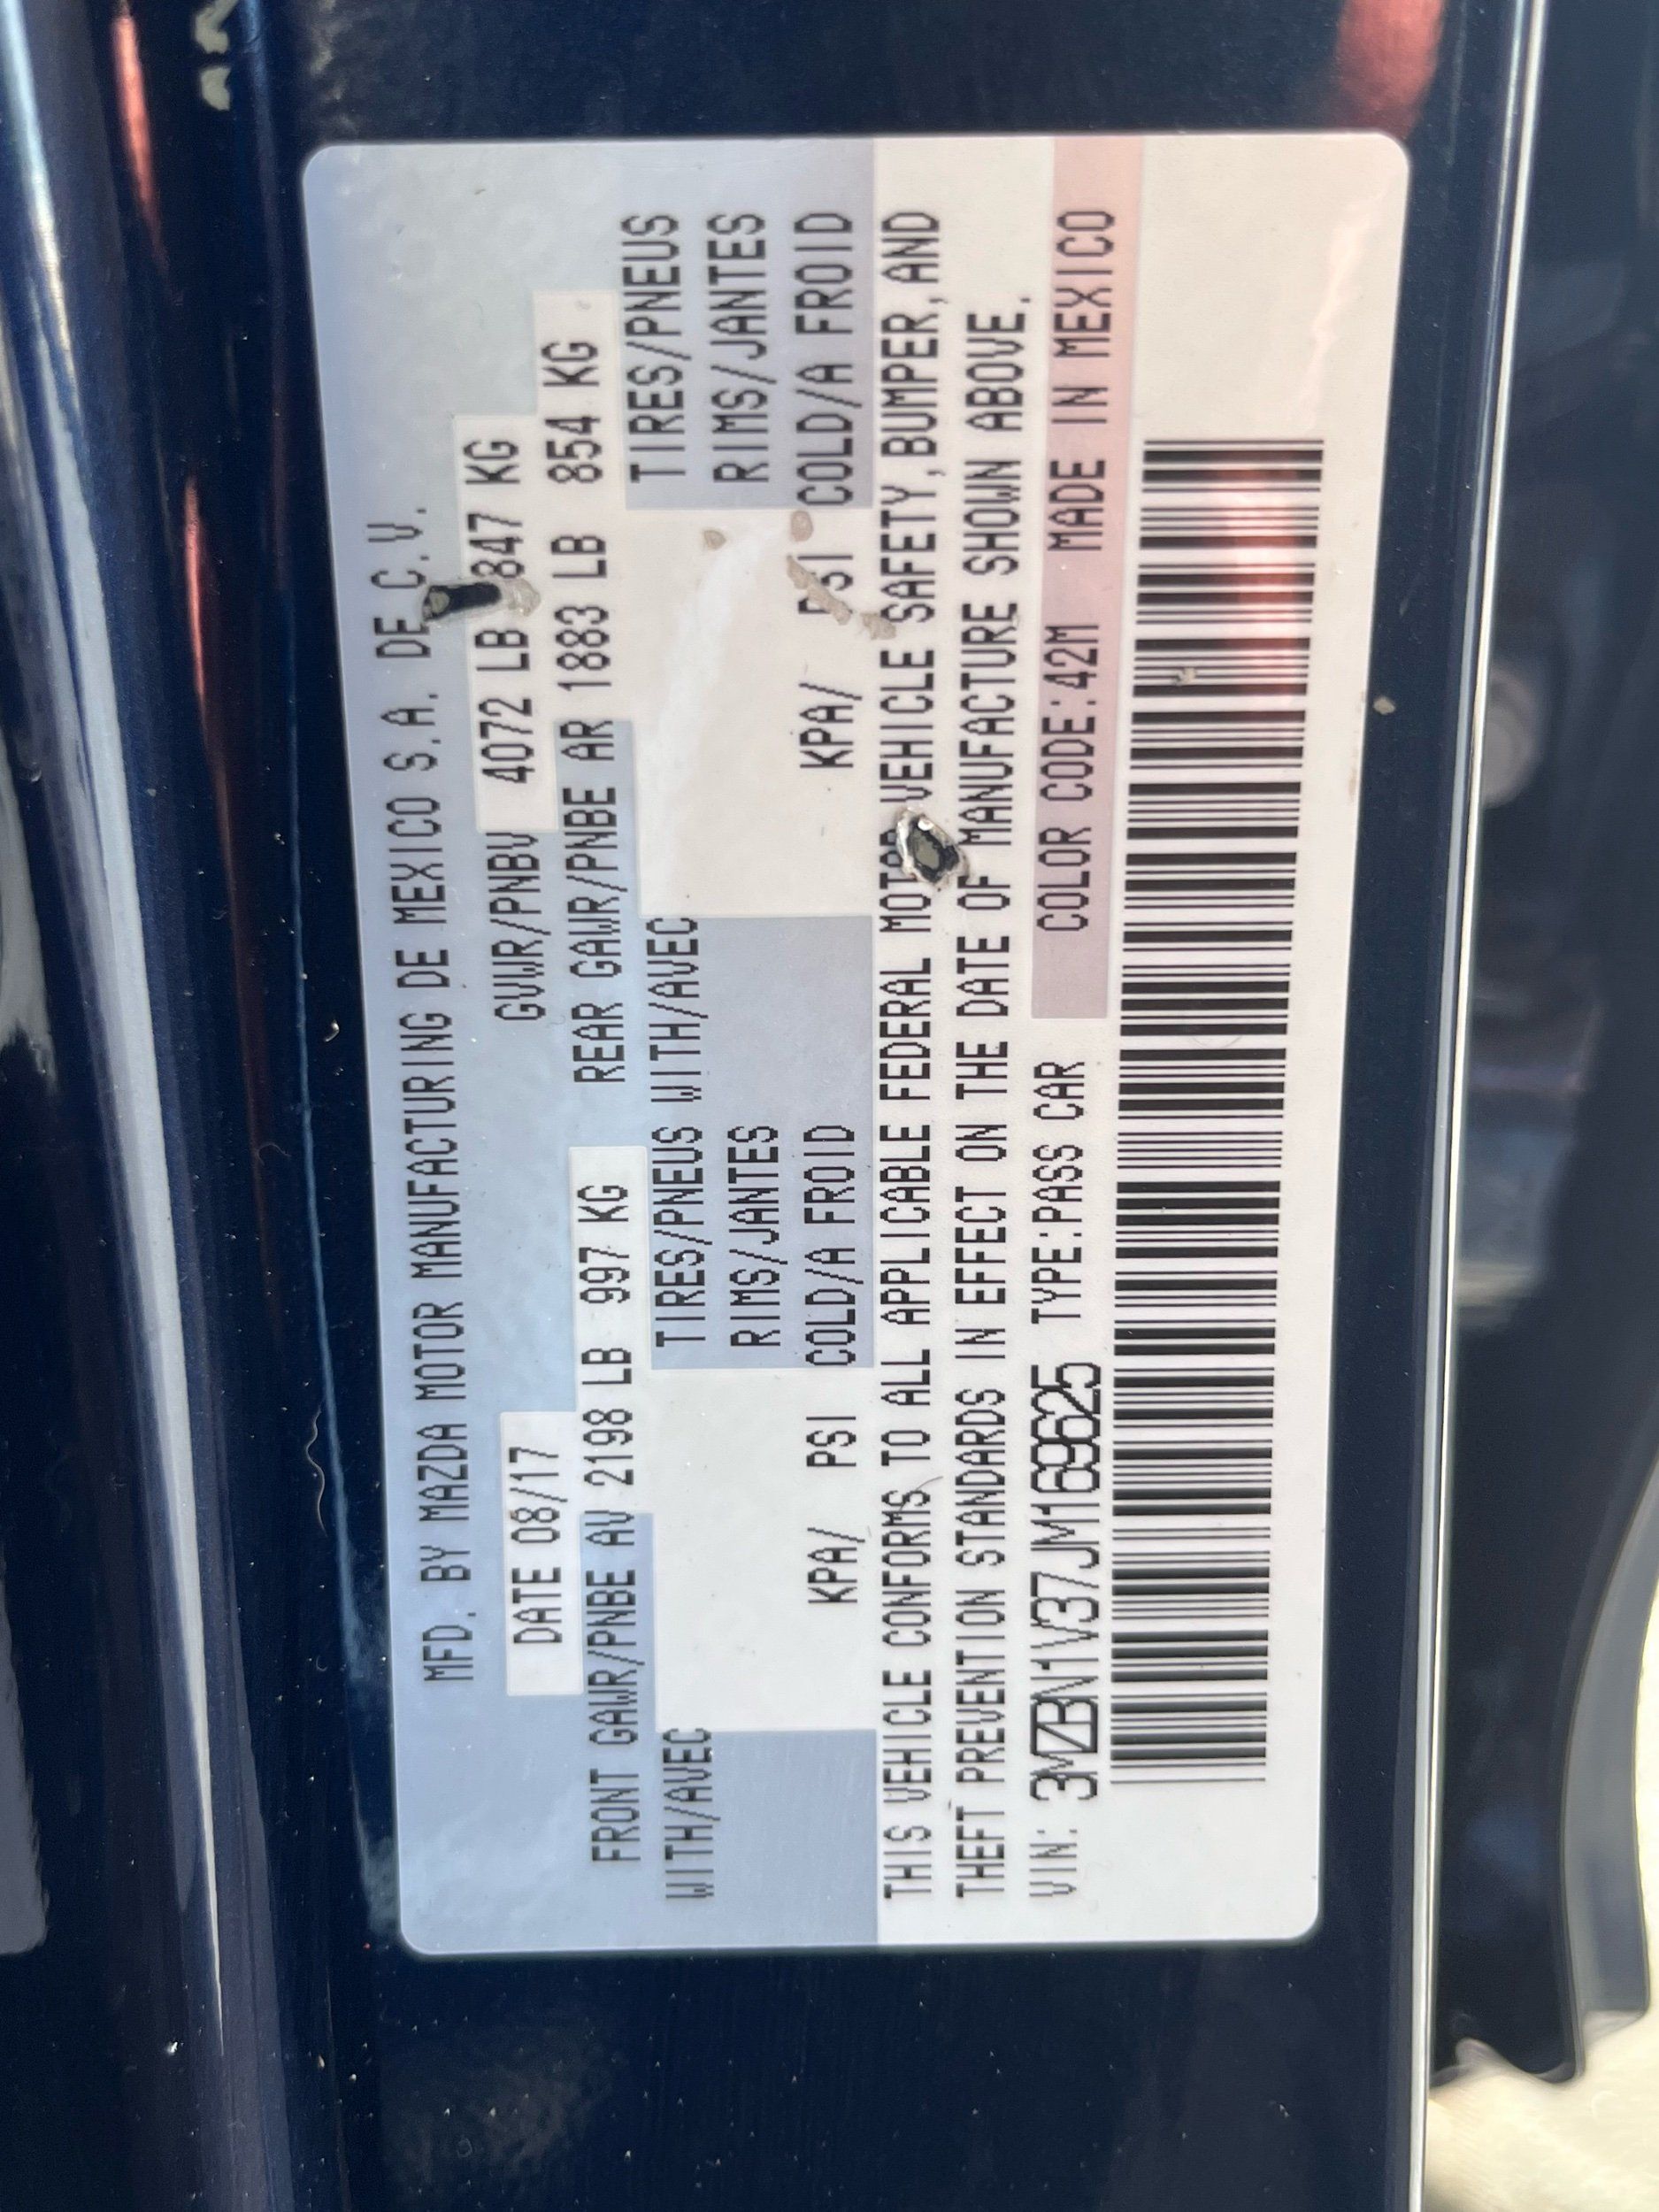 MFD. BY MAZDA MOTOR MANUFACTURING DE MEXICO S.A. DE C.V.
DATE 08/17 GVWR/PNBV 4072 LB 847 KG
FRONT GAWR/PNBE AV 2198 LB 997 KG REAR GAWR/PNBE AR 1883 LB 854 KG
WITH/AVEC TIRES/PNEUS WITH/AVEC TIRES/PNEUS
RIMS/JANTES RIMS/JANTES
KPA/ PSI COLD/A FROID KPA/ PSI COLD/A FROID
THIS VEHICLE CONFORMS TO ALL APPLICABLE FEDERAL MOTOR VEHICLE SAFETY, BUMPER, AND
THEFT PREVENTION STANDARDS IN EFFECT ON THE DATE OF MANUFACTURE SHOWN ABOVE.
VIN: 3MZBN1V37JM169625 TYPE:PASS CAR COLOR CODE:42M MADE IN MEXICO